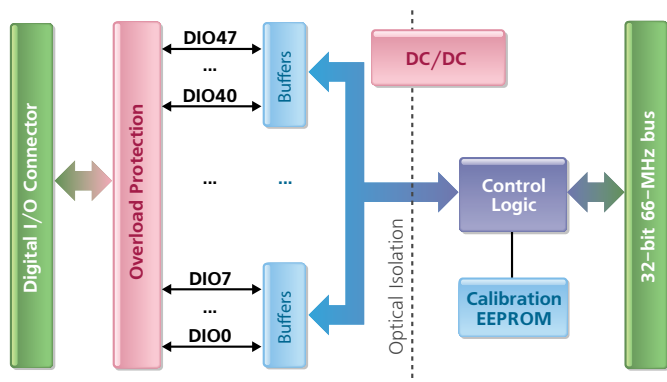 Digital I/O Connector
Overload Protection
DIO47
...
DIO40
Buffers
...
...
DIO7
...
DIO0
Buffers
DC/DC
Optical Isolation
Control
Logic
Calibration
EEPROM
32-bit 66-MHz bus